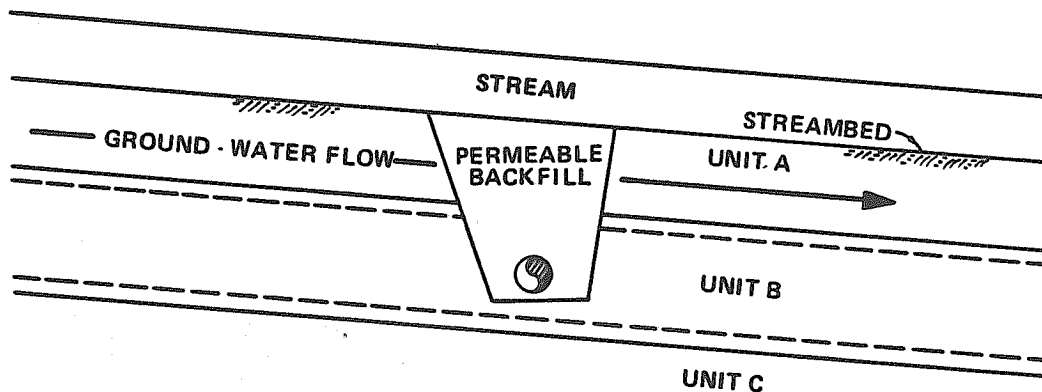 STREAM
STREAMBED
GROUND - WATER FLOW
PERMEABLE
BACKFILL
UNIT A
UNIT B
UNIT C